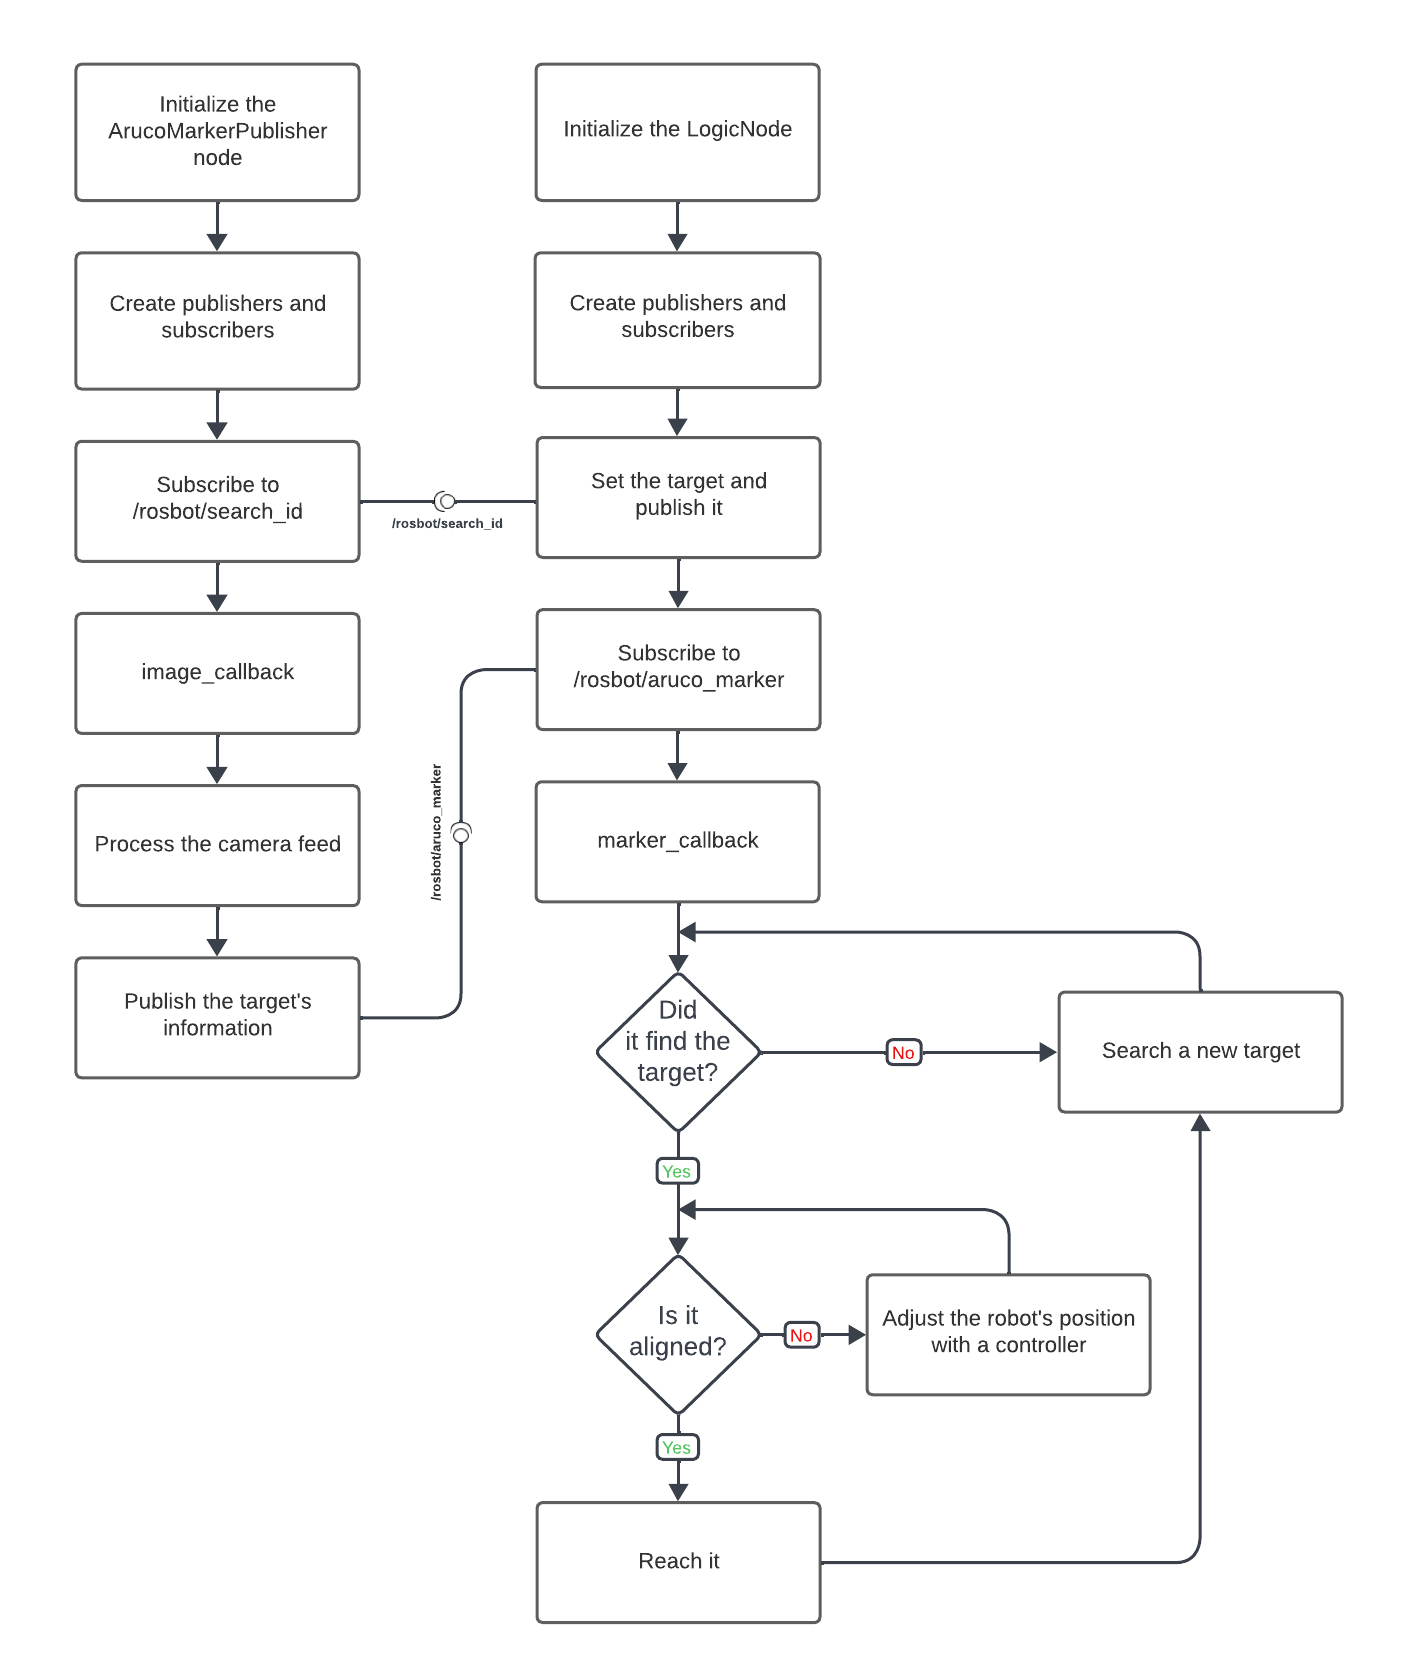 Initialize the
ArucoMarkerPublisher
node
Create publishers and
subscribers
Subscribe to
/rosbot/search_id
image_callback
Process the camera feed
Publish the target's
information
/rosbot/search_id
/rosbot/aruco_marker
Initialize the LogicNode
Create publishers and
subscribers
Set the target and
publish it
Subscribe to
/rosbot/aruco_marker
marker_callback
Did
it find the
target?
No
Search a new target
Yes
Is it
aligned?
No
Adjust the robot's position
with a controller
Yes
Reach it